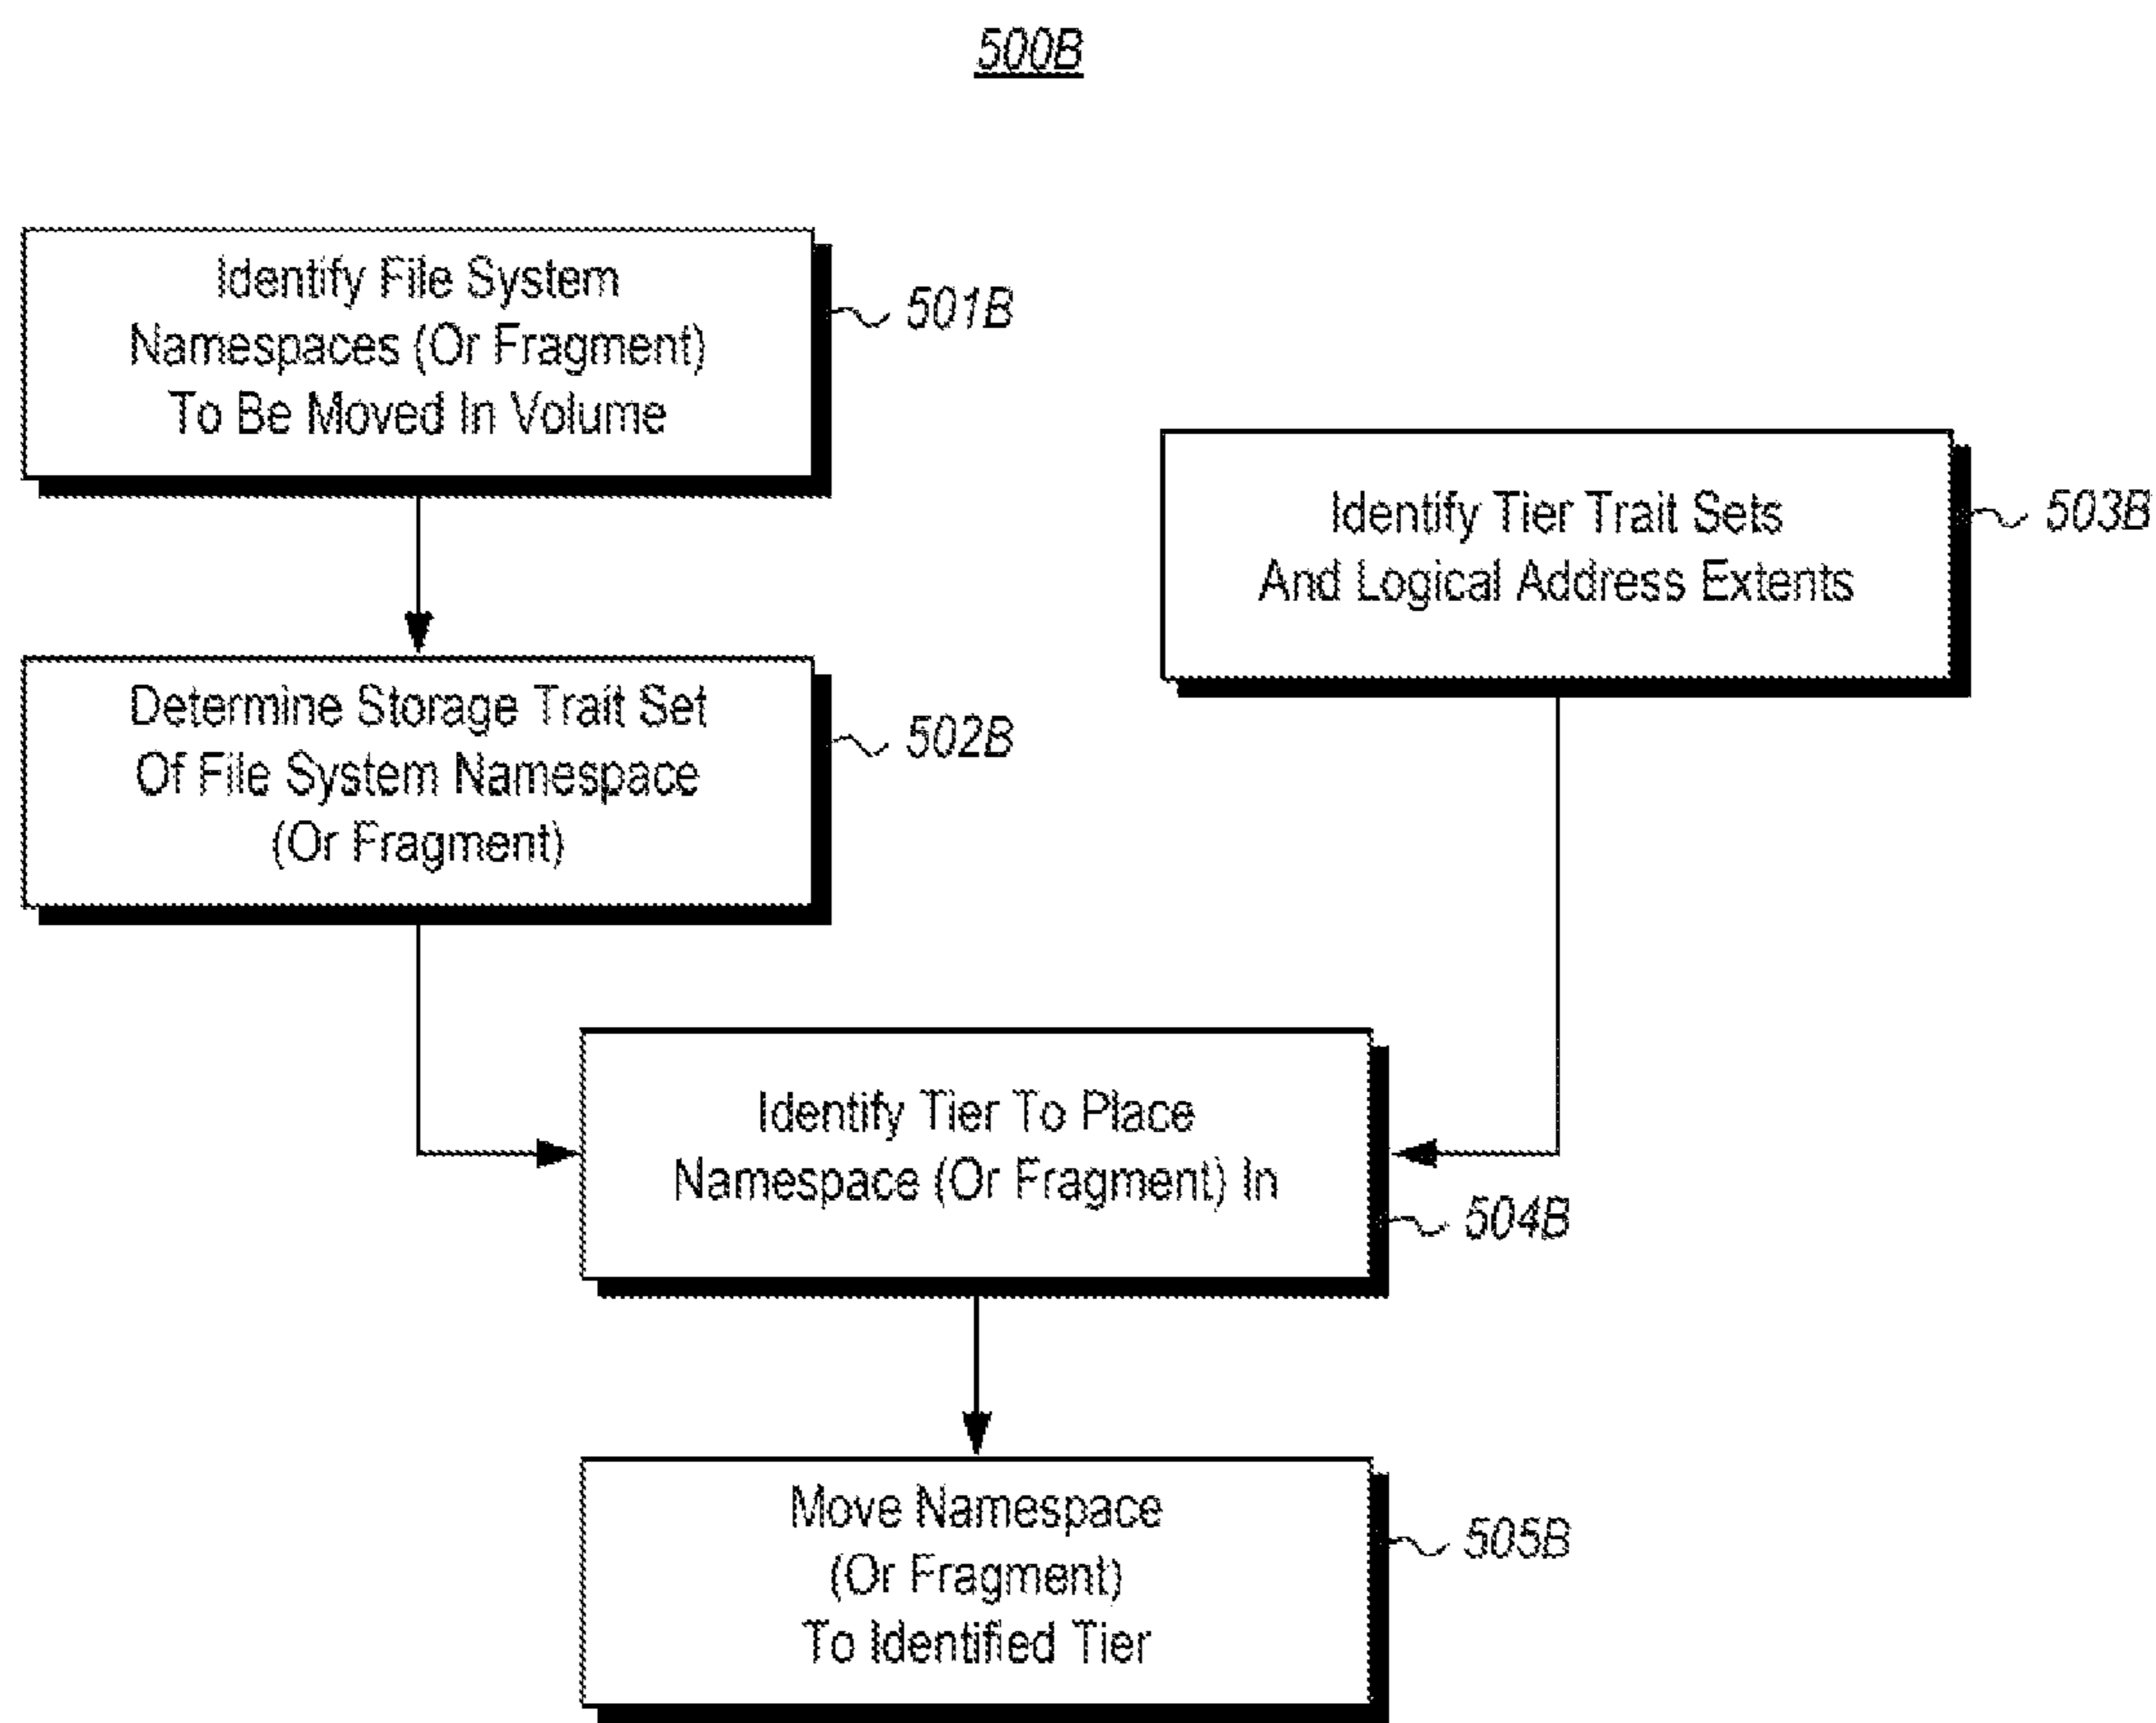 500B
Identify File System
Namespaces (Or Fragment)
To Be Moved In Volume
501B
Identify Tier Trait Sets
And Logical Address Extents
503B
Determine Storage Trait Set
Of File System Namespace
(Or Fragment)
502B
Identify Tier To Place
Namespace (Or Fragment) In
504B
Move Namespace
(Or Fragment)
To Identified Tier
505B